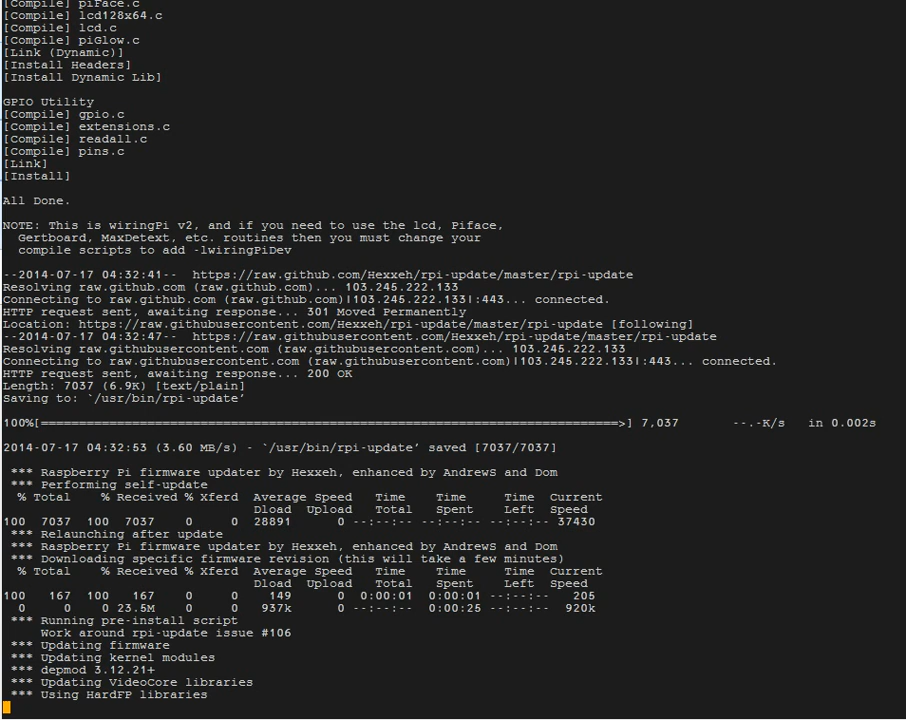 [Compile] piFace.c
[Compile] lcd128x64.c
[Compile] lcd.c
[Compile] piGlow.c
[Link (Dynamic)]
[Install Headers]
[Install Dynamic Lib]
GPIO Utility
[Compile] gpio.c
[Compile] extensions.c
[Compile] readall.c
[Compile] pins.c
[Link]
[Install]
All Done.
NOTE: This is wiringPi v2, and if you need to use the lcd, Piface,
Gertboard, MaxDetext, etc. routines then you must change your
compile scripts to add -lwiringPiDev
--2014-07-17 04:32:41--  https://raw.github.com/Hexxeh/rpi-update/master/rpi-update
Resolving raw.github.com (raw.github.com)... 103.245.222.133
Connecting to raw.github.com (raw.github.com)|103.245.222.133|:443... connected.
HTTP request sent, awaiting response... 301 Moved Permanently
Location: https://raw.githubusercontent.com/Hexxeh/rpi-update/master/rpi-update [following]
--2014-07-17 04:32:47--  https://raw.githubusercontent.com/Hexxeh/rpi-update/master/rpi-update
Resolving raw.githubusercontent.com (raw.githubusercontent.com)... 103.245.222.133
Connecting to raw.githubusercontent.com (raw.githubusercontent.com)|103.245.222.133|:443... connected.
HTTP request sent, awaiting response... 200 OK
Length: 7037 (6.9K) [text/plain]
Saving to: `/usr/bin/rpi-update'
100%[=====================================================================>] 7,037       --.-K/s   in 0.002s
2014-07-17 04:32:53 (3.60 MB/s) - `/usr/bin/rpi-update' saved [7037/7037]
*** Raspberry Pi firmware updater by Hexxeh, enhanced by AndrewS and Dom
*** Performing self-update
% Total    % Received % Xferd  Average Speed   Time    Time     Time  Current
Dload  Upload   Total   Spent    Left  Speed
100  7037  100  7037    0     0  28891      0 --:--:-- --:--:-- --:--:-- 37430
*** Relaunching after update
*** Raspberry Pi firmware updater by Hexxeh, enhanced by AndrewS and Dom
*** Downloading specific firmware revision (this will take a few minutes)
% Total    % Received % Xferd  Average Speed   Time    Time     Time  Current
Dload  Upload   Total   Spent    Left  Speed
100   167  100   167    0     0    149      0  0:00:01  0:00:01 --:--:--   205
0     0    0 23.5M    0     0   937k      0 --:--:--  0:00:25 --:--:--  920k
*** Running pre-install script
Work around rpi-update issue #106
*** Updating firmware
*** Updating kernel modules
*** depmod 3.12.21+
*** Updating VideoCore libraries
*** Using HardFP libraries